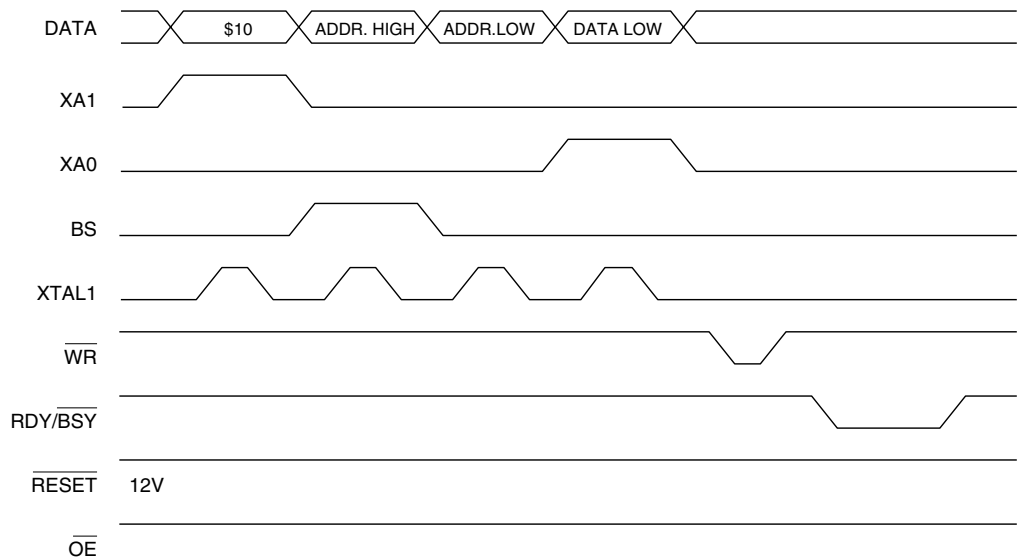 DATA $10 ADDR. HIGH ADDR.LOW DATA LOW
XA1
XA0
BS
XTAL1
WR
RDY/BSY
RESET 12V
OE